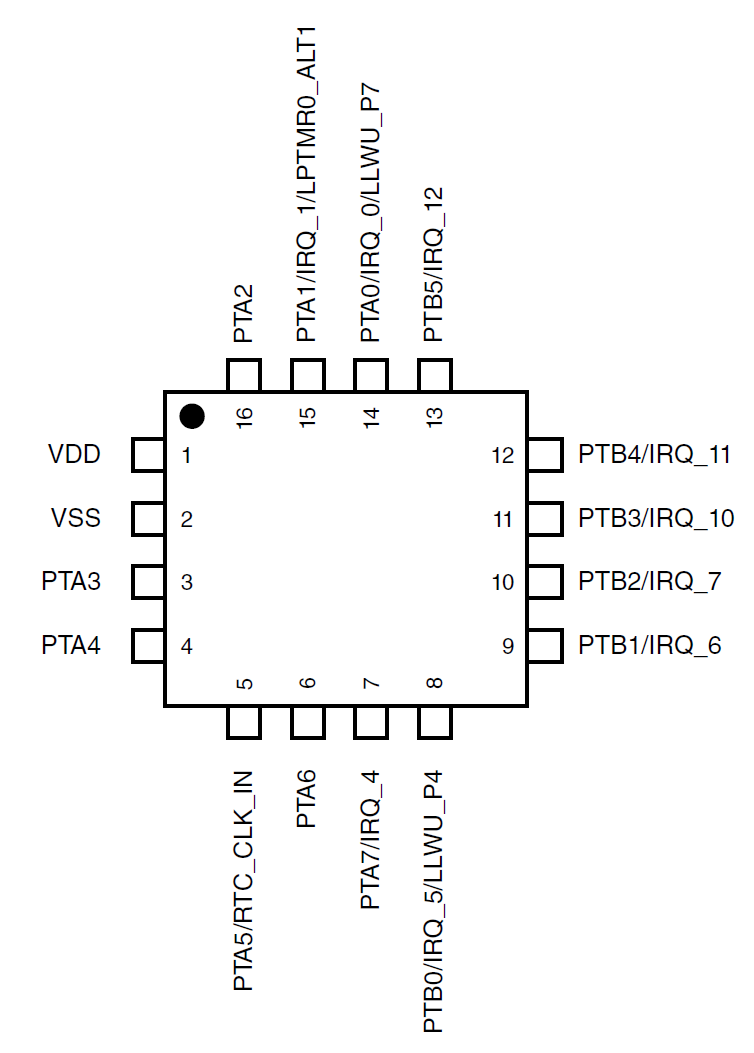 PTA1/IRQ_1/LPTMR0_ALT1
PTA0/IRQ_0/LLWU_P7
PTB5/IRQ_12
PTA2
16 15 14 13
VDD 1 12 PTB4/IRQ_11
VSS 2 11 PTB3/IRQ_10
PTA3 3 10 PTB2/IRQ_7
PTA4 4 9 PTB1/IRQ_6
5 6 7 8
PTA5/RTC_CLK_IN
PTA6
PTA7/IRQ_4
PTB0/IRQ_5/LLWU_P4